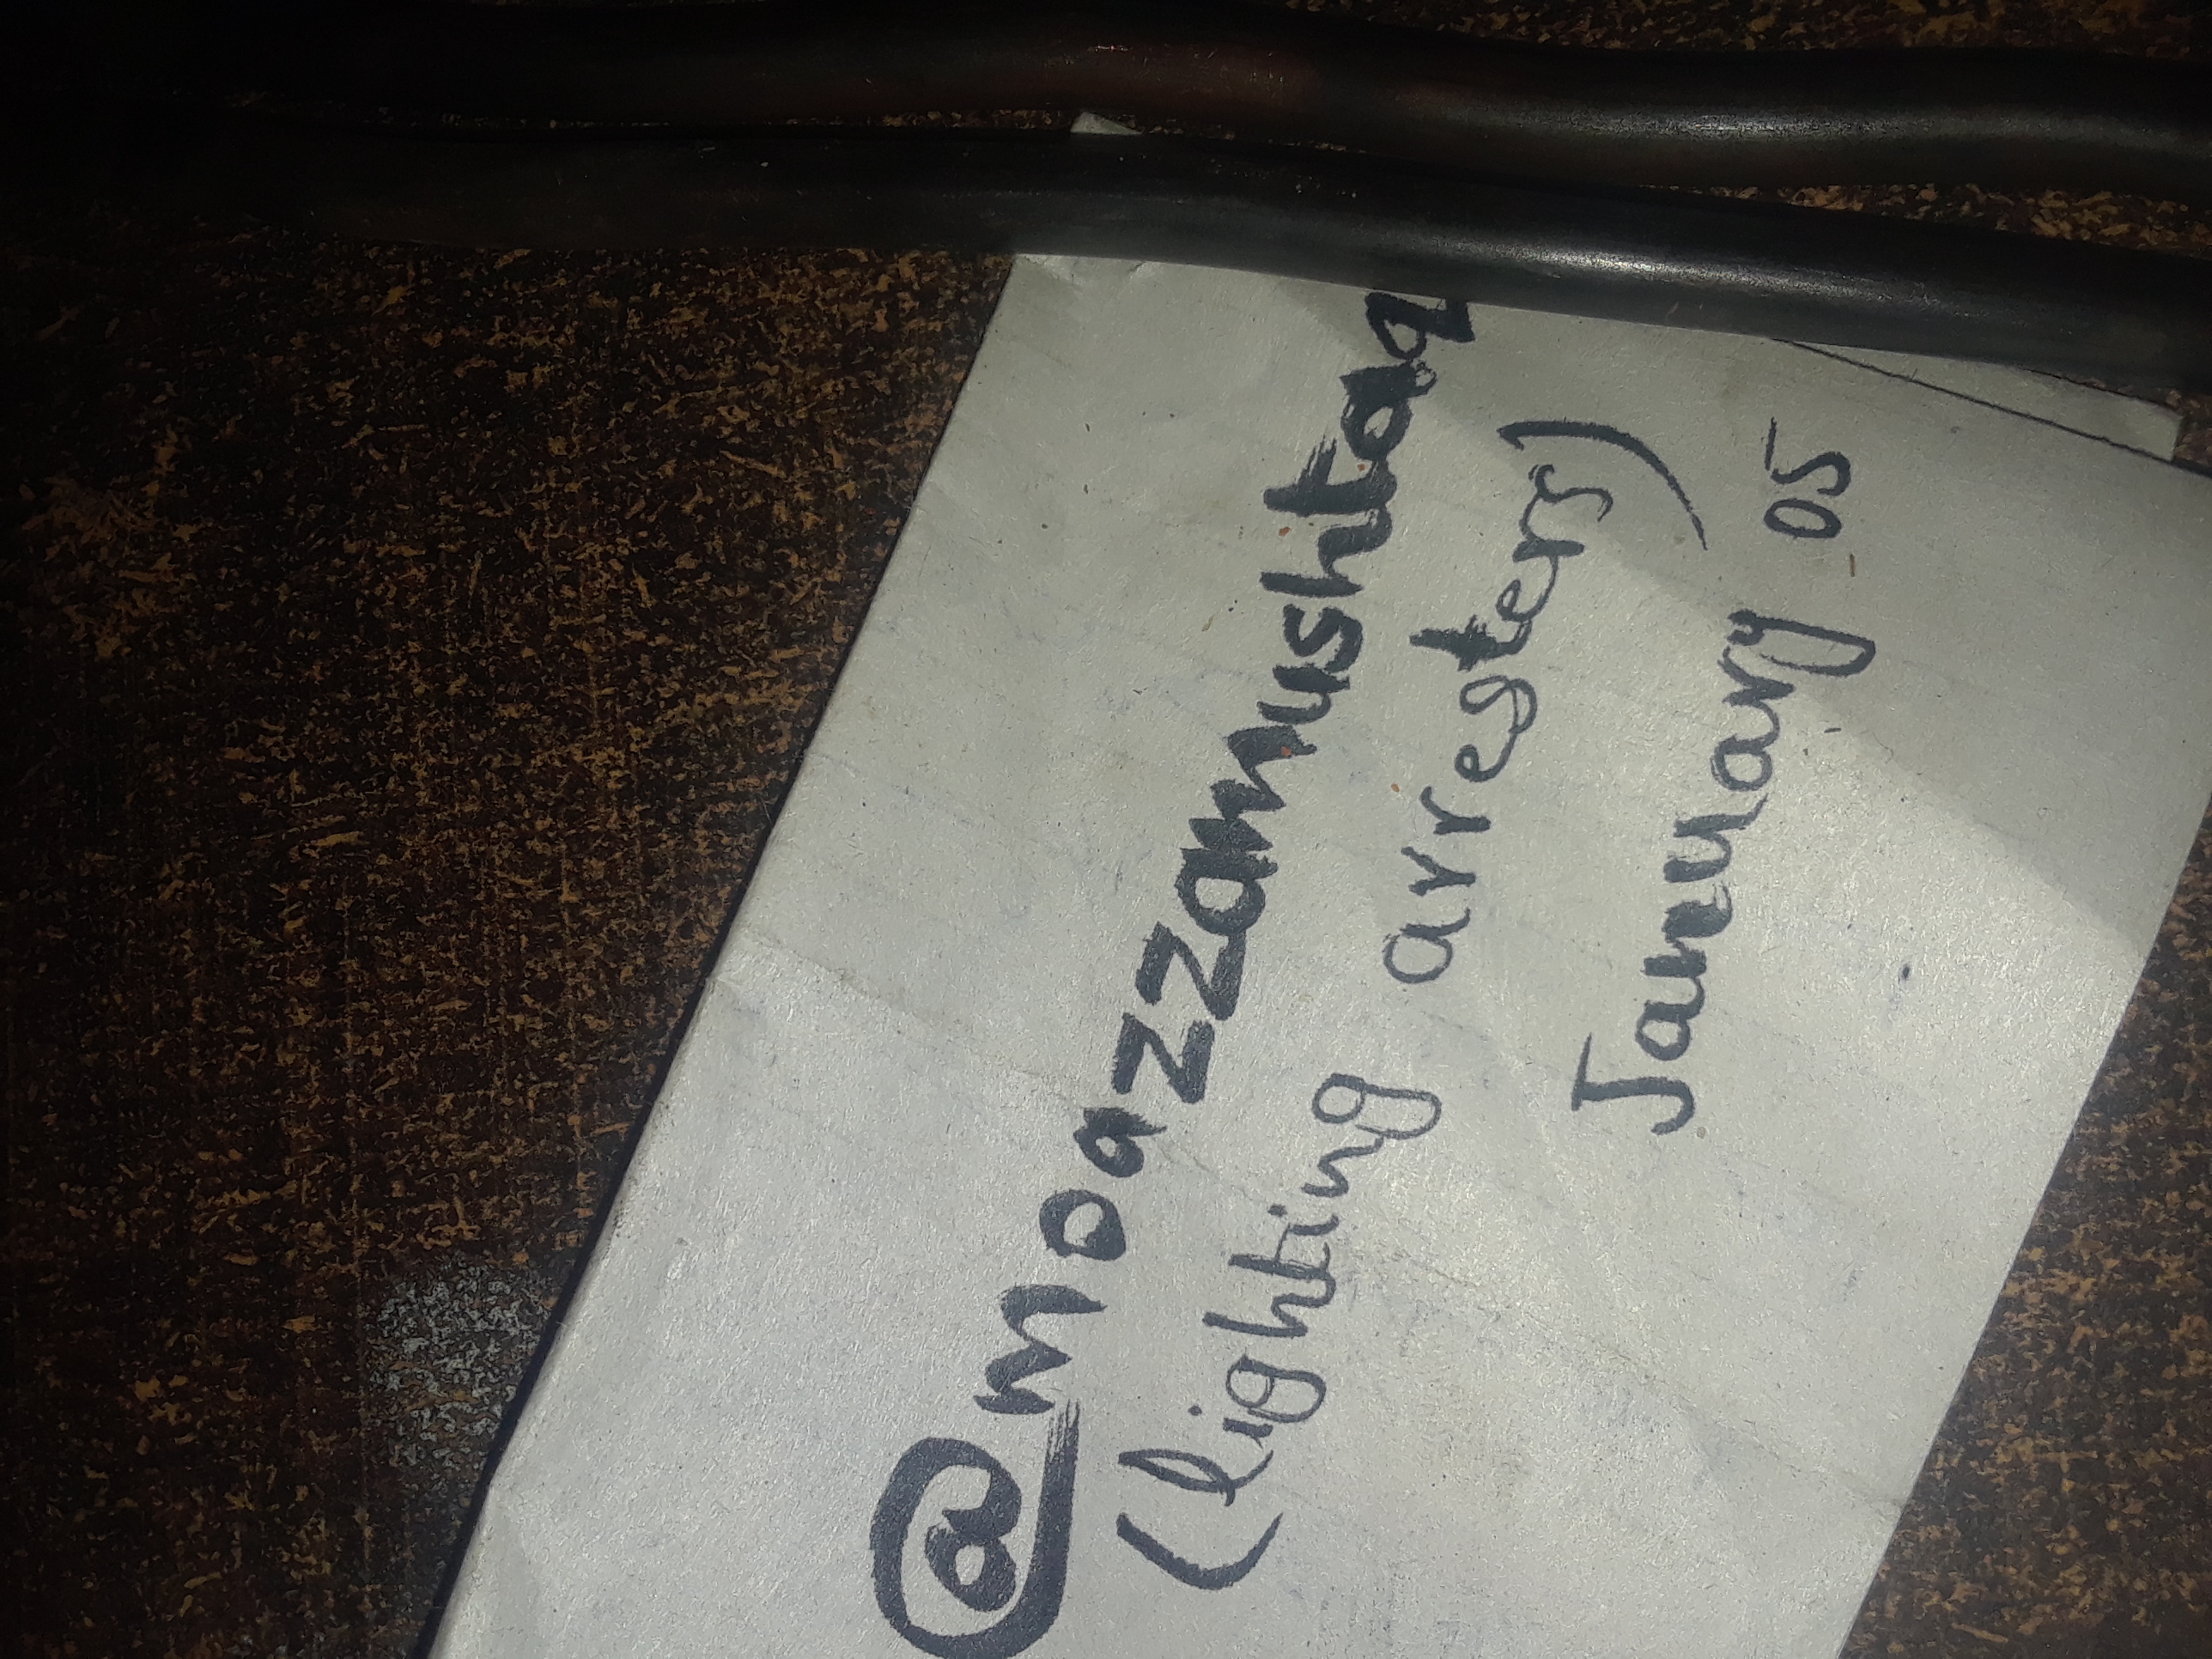 @moazzamushtaq
(lighting arresters)
January 05